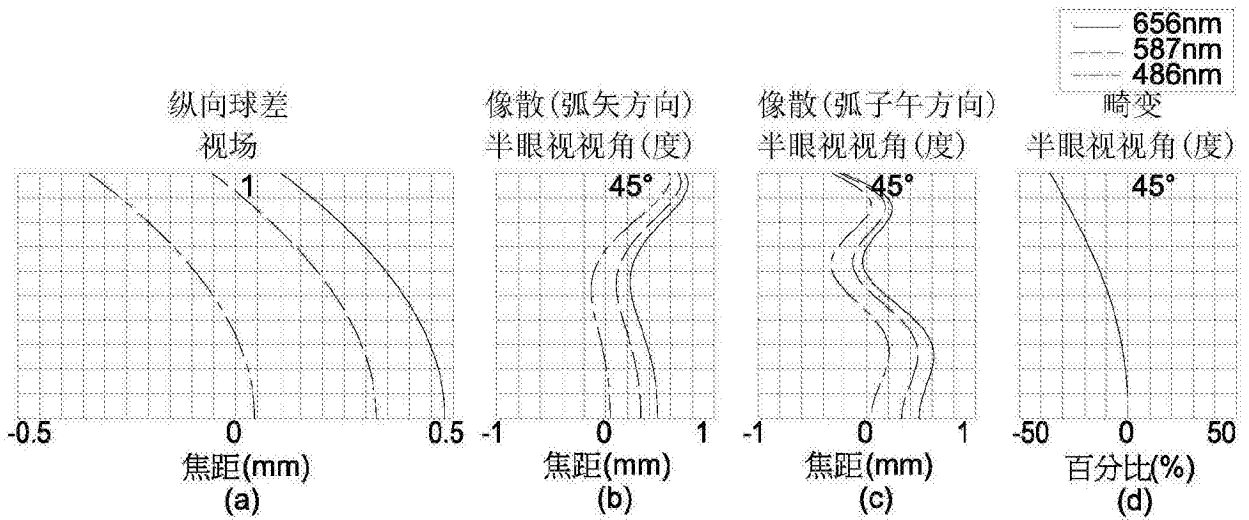 656nm
587nm
486nm
纵向球差
视场
1
-0.5 0 0.5
焦距(mm)
(a)
像散(弧矢方向)
半眼视视角(度)
45°
-1 0 1
焦距(mm)
(b)
像散(弧子午方向)
半眼视视角(度)
45°
-1 0 1
焦距(mm)
(c)
畸变
半眼视视角(度)
45°
-50 0 50
百分比(%)
(d)